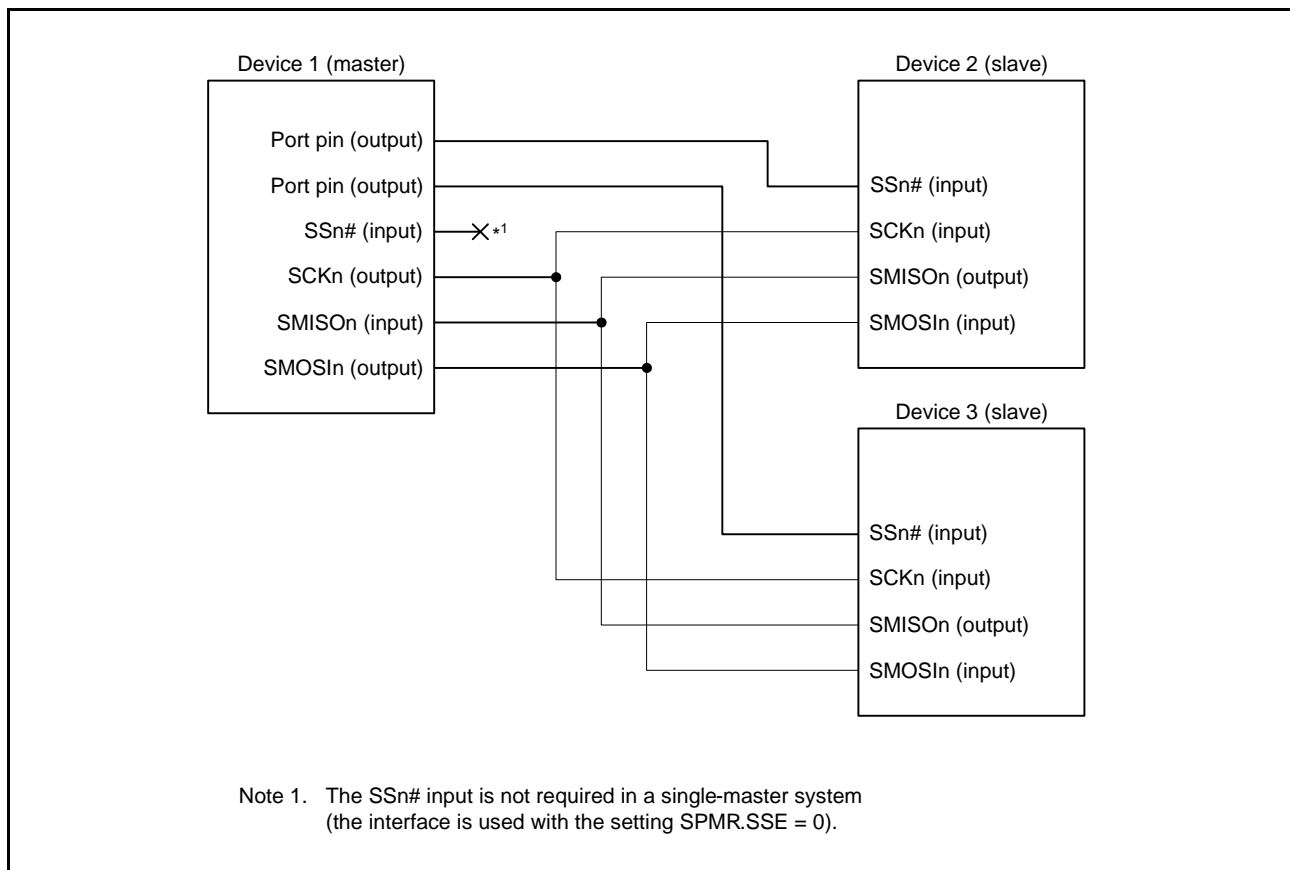 Device 1 (master)
Port pin (output)
Port pin (output)
SSn# (input)
*1
SCKn (output)
SMISOn (input)
SMOSIn (output)
Device 2 (slave)
SSn# (input)
SCKn (input)
SMISOn (output)
SMOSIn (input)
Device 3 (slave)
SSn# (input)
SCKn (input)
SMISOn (output)
SMOSIn (input)
Note 1. The SSn# input is not required in a single-master system
(the interface is used with the setting SPMR.SSE = 0).